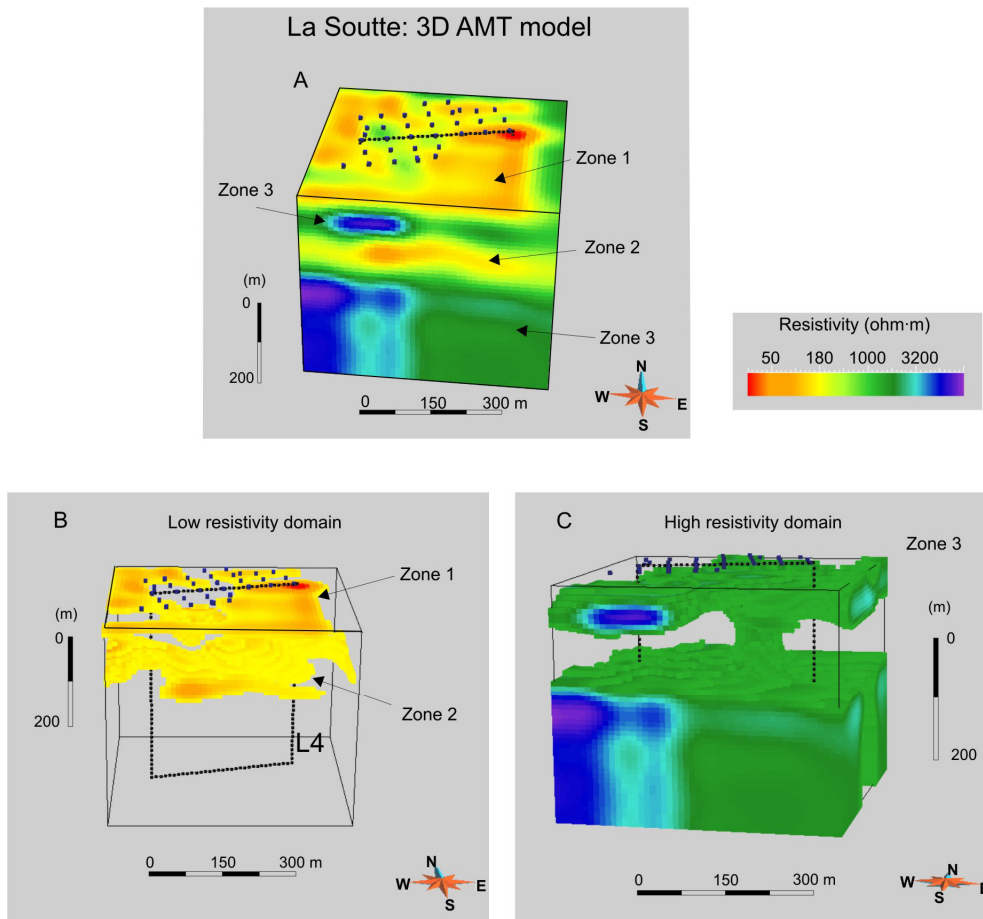 La Soutte: 3D AMT model
A
Zone 1
Zone 3
Zone 2
Zone 3
(m)
0
200
0 150 300 m
N
W E
S
Resistivity (ohm·m)
50 180 1000 3200
B
Low resistivity domain
Zone 1
(m)
0
200
Zone 2
L4
0 150 300 m
N
W E
S
C
High resistivity domain
Zone 3
(m)
0
200
0 150 300 m
N
W E
S